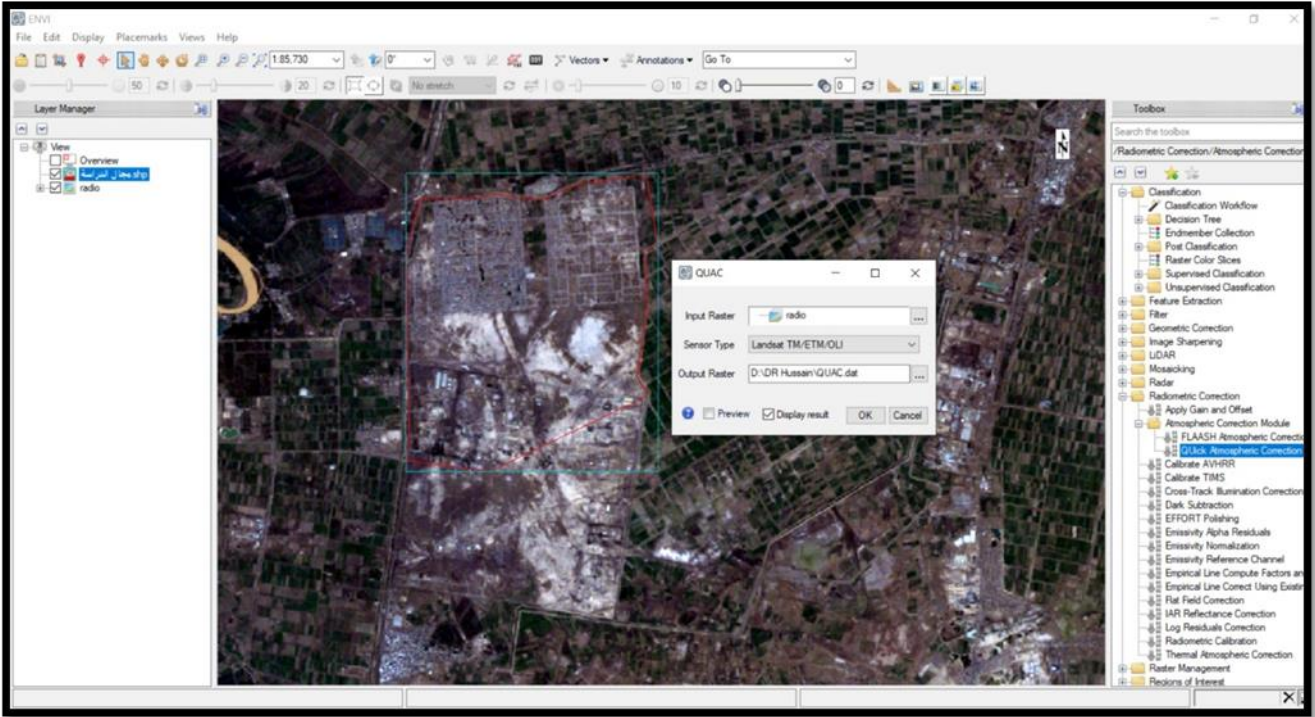 ENVI
File Edit Display Placemarks Views Help
1:85,730 0° Vectors Annotations Go To
50 20 No stretch 10 0
Layer Manager
View
Overview
مجال الدراسة.shp
radio
N
QUAC
Input Raster radio ...
Sensor Type Landsat TM/ETM/OLI
Output Raster D:\DR Hussain\QUAC.dat ...
Preview Display result OK Cancel
Toolbox
Search the toolbox
/Radiometric Correction/Atmospheric Correction
Classification
Classification Workflow
Decision Tree
Endmember Collection
Post Classification
Raster Color Slices
Supervised Classification
Unsupervised Classification
Feature Extraction
Filter
Geometric Correction
Image Sharpening
LiDAR
Mosaicking
Radar
Radiometric Correction
Apply Gain and Offset
Atmospheric Correction Module
FLAASH Atmospheric Correctio
QUick Atmospheric Correction
Calibrate AVHRR
Calibrate TIMS
Cross-Track Illumination Correction
Dark Subtraction
EFFORT Polishing
Emissivity Alpha Residuals
Emissivity Normalization
Emissivity Reference Channel
Empirical Line Compute Factors an
Empirical Line Correct Using Existin
Flat Field Correction
IAR Reflectance Correction
Log Residuals Correction
Radiometric Calibration
Thermal Atmospheric Correction
Raster Management
Regions of Interest